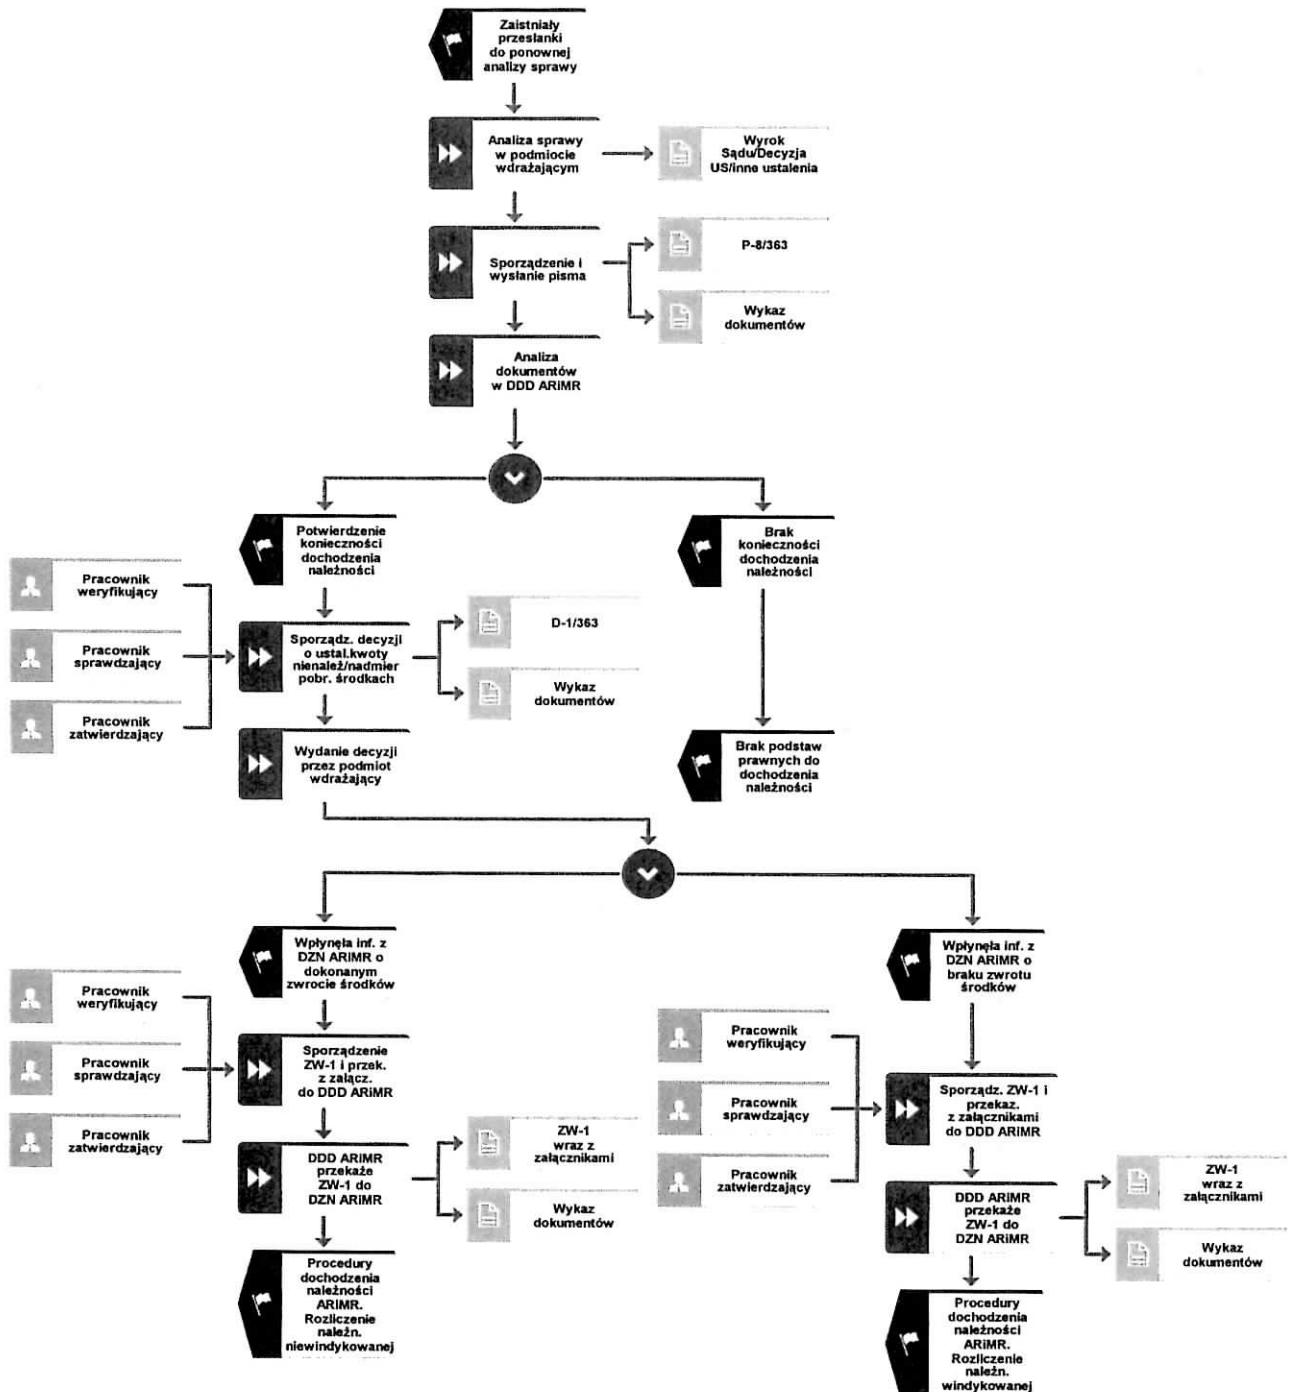 Zaistniały
przesłanki
do ponownej
analizy sprawy
Analiza sprawy
w podmiocie
wdrażającym
Wyrok
Sądu/Decyzja
US/inne ustalenia
Sporządzenie i
wysłanie pisma
P-8/363
Wykaz
dokumentów
Analiza
dokumentów
w DDD ARiMR
Potwierdzenie
konieczności
dochodzenia
należności
Brak
konieczności
dochodzenia
należności
Pracownik
weryfikujący
Pracownik
sprawdzający
Pracownik
zatwierdzający
Sporządz. decyzji
o ustal.kwoty
nienależ/nadmier
pobr. środkach
D-1/363
Wykaz
dokumentów
Wydanie decyzji
przez podmiot
wdrażający
Brak podstaw
prawnych do
dochodzenia
należności
Wpłynęła inf. z
DZN ARiMR o
dokonanym
zwrocie środków
Wpłynęła inf. z
DZN ARiMR o
braku zwrotu
środków
Pracownik
weryfikujący
Pracownik
sprawdzający
Pracownik
zatwierdzający
Sporządzenie
ZW-1 i przek.
z załącz.
do DDD ARiMR
Pracownik
weryfikujący
Pracownik
sprawdzający
Pracownik
zatwierdzający
Sporządz. ZW-1 i
przekaz.
z załącznikami
do DDD ARiMR
DDD ARiMR
przekaże
ZW-1 do
DZN ARiMR
ZW-1
wraz z
załącznikami
Wykaz
dokumentów
DDD ARiMR
przekaże
ZW-1 do
DZN ARiMR
ZW-1
wraz z
załącznikami
Wykaz
dokumentów
Procedury
dochodzenia
należności
ARiMR.
Rozliczenie
należn.
niewindykowanej
Procedury
dochodzenia
należności
ARiMR.
Rozliczenie
należn.
windykowanej